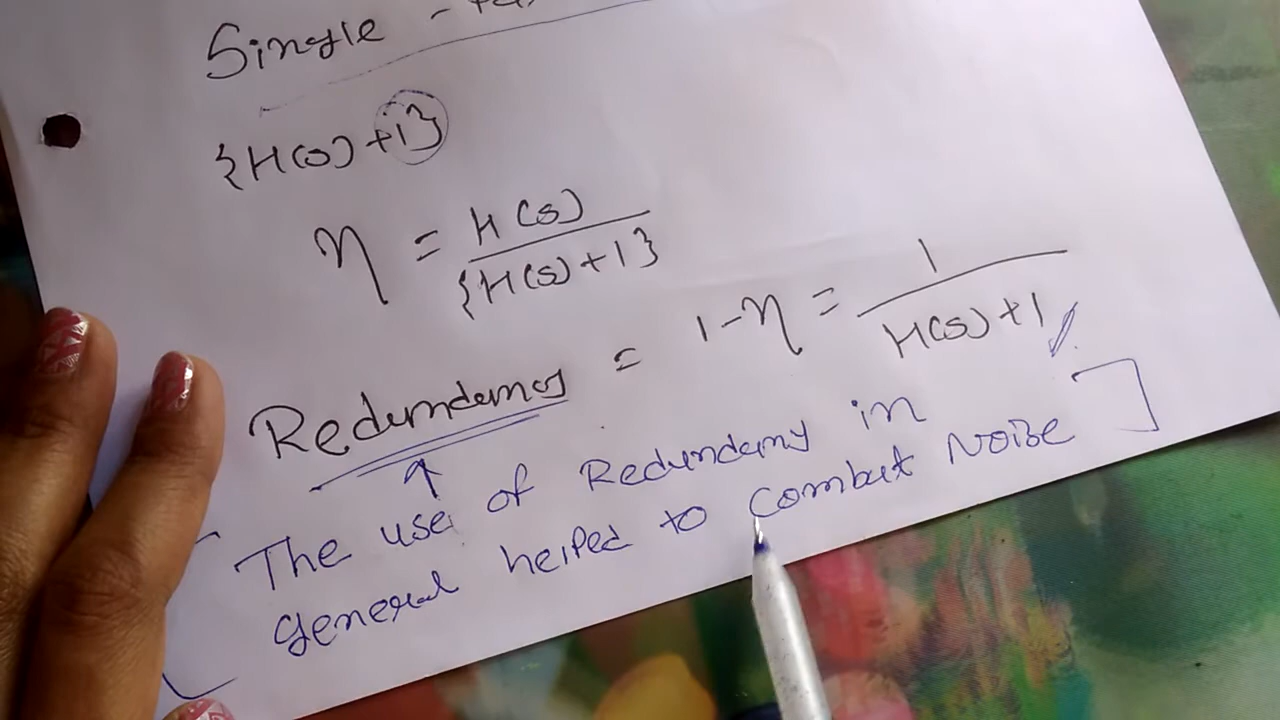 Single -
{H(s) + 1}
η = H(s) / {H(s) + 1}
Redundancy = 1 - η = 1 / H(s) + 1
The use of Redundancy in
general helped to combat Noise